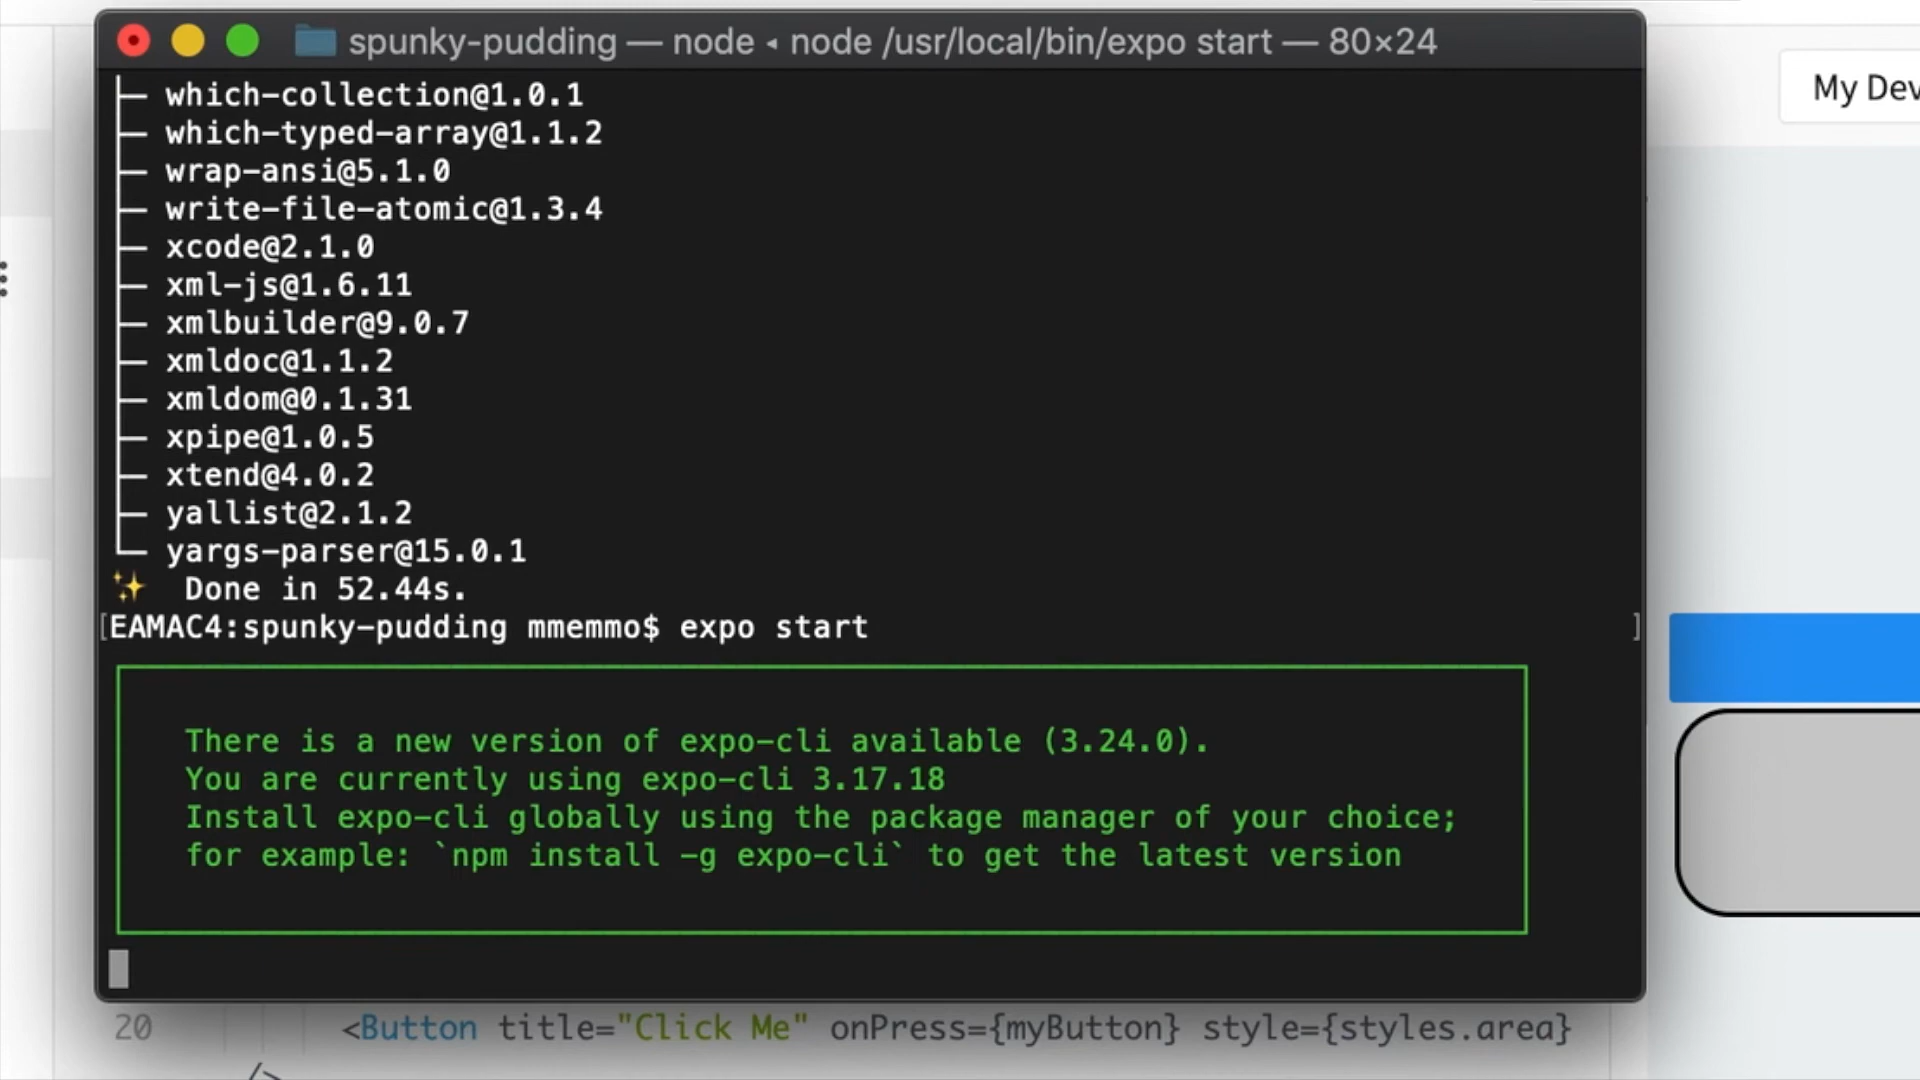 spunky-pudding — node ◂ node /usr/local/bin/expo start — 80×24
My Dev
├─ which-collection@1.0.1
├─ which-typed-array@1.1.2
├─ wrap-ansi@5.1.0
├─ write-file-atomic@1.3.4
├─ xcode@2.1.0
├─ xml-js@1.6.11
├─ xmlbuilder@9.0.7
├─ xmldoc@1.1.2
├─ xmldom@0.1.31
├─ xpipe@1.0.5
├─ xtend@4.0.2
├─ yallist@2.1.2
└─ yargs-parser@15.0.1
✨ Done in 52.44s.
[EAMAC4:spunky-pudding mmemmo$ expo start ]
There is a new version of expo-cli available (3.24.0).
You are currently using expo-cli 3.17.18
Install expo-cli globally using the package manager of your choice;
for example: `npm install -g expo-cli` to get the latest version
20 <Button title="Click Me" onPress={myButton} style={styles.area}
/>